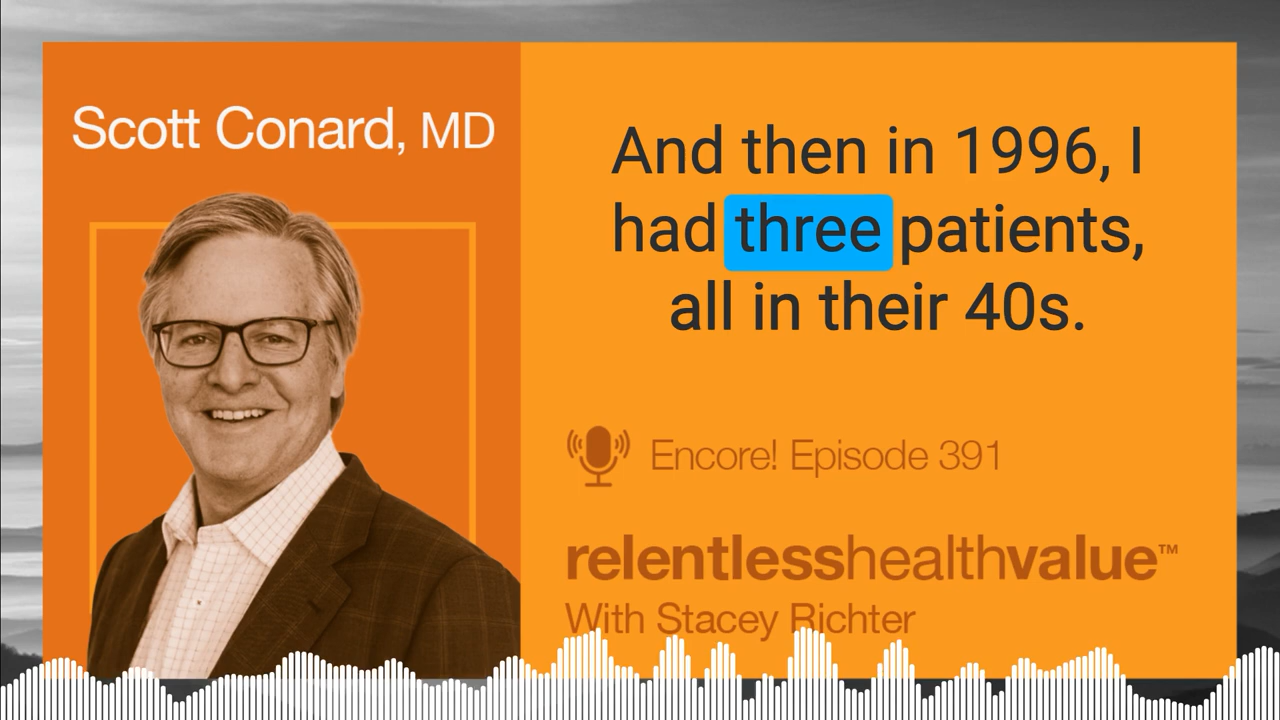 Scott Conard, MD
And then in 1996, I
had three patients,
all in their 40s.
Encore! Episode 391
relentlesshealthvalue™
With Stacey Richter